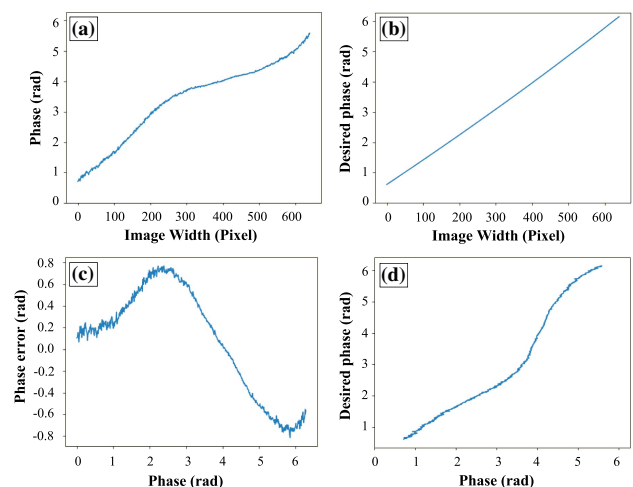 (a)
6
5
4
3
2
1
0
Phase (rad)
0 100 200 300 400 500 600
Image Width (Pixel)
(b)
6
5
4
3
2
1
0
Desired phase (rad)
0 100 200 300 400 500 600
Image Width (Pixel)
(c)
0.8
0.6
0.4
0.2
0.0
-0.2
-0.4
-0.6
-0.8
Phase error (rad)
0 1 2 3 4 5 6
Phase (rad)
(d)
6
5
4
3
2
1
Desired phase (rad)
0 1 2 3 4 5 6
Phase (rad)